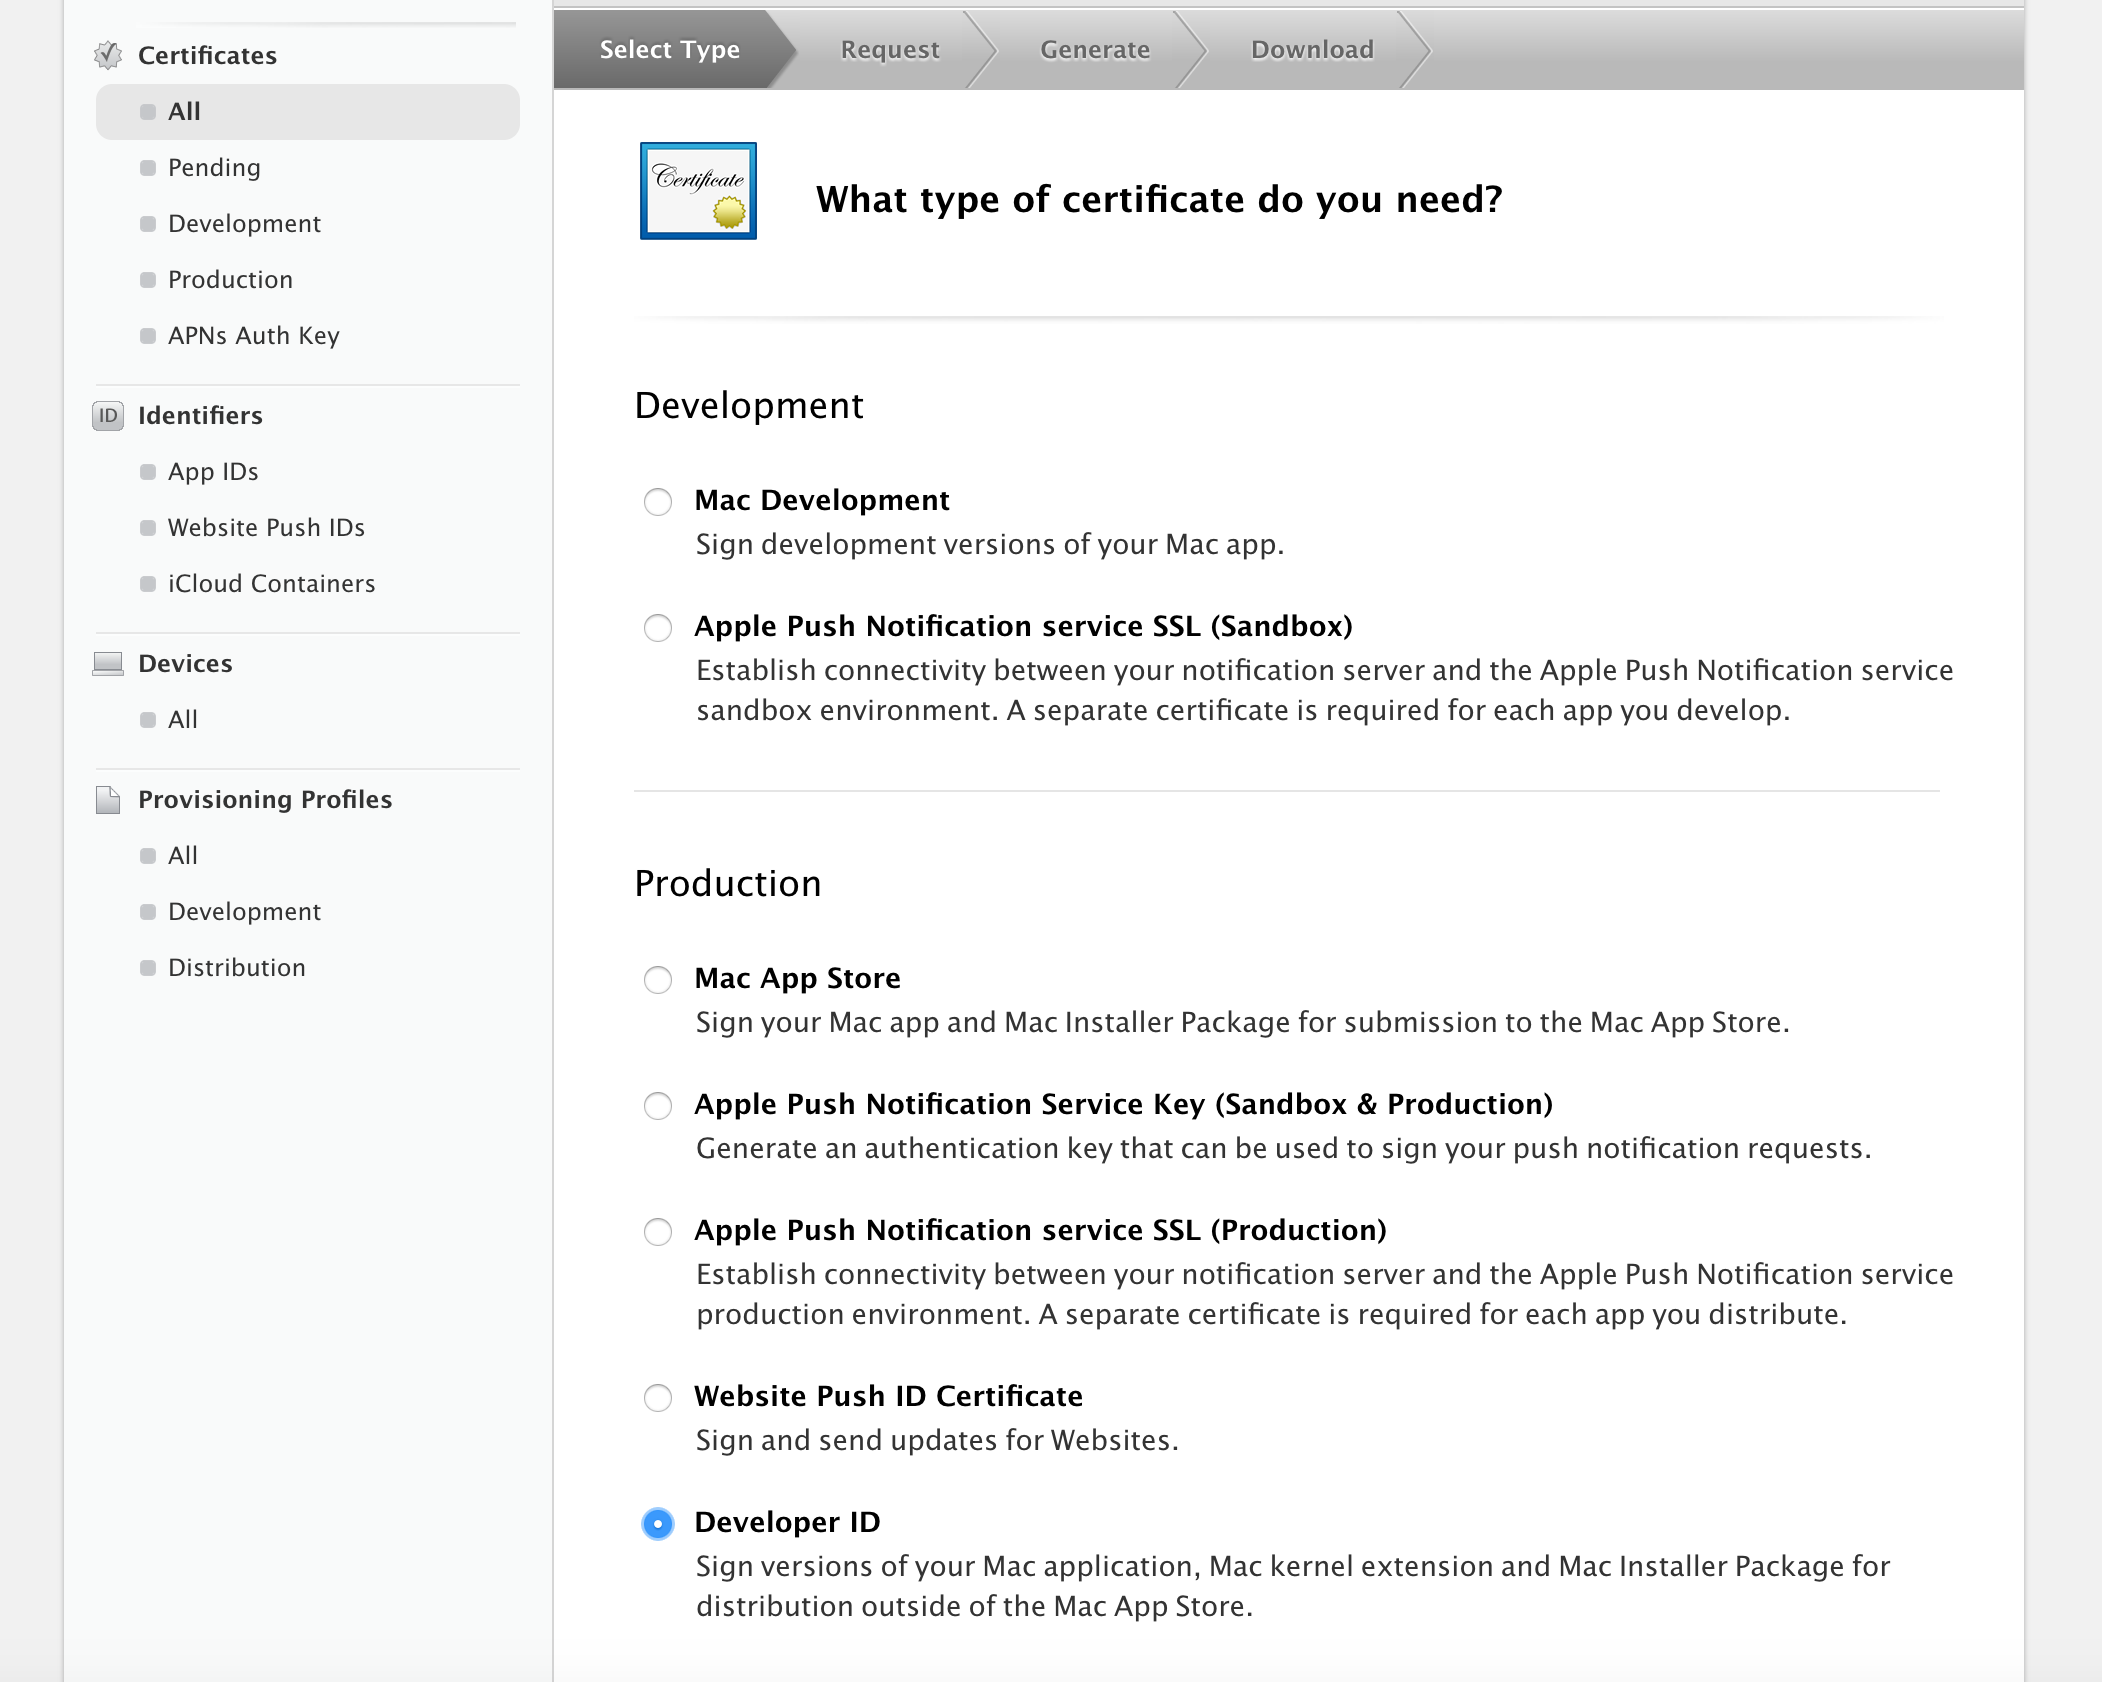 Certificates
All
Pending
Development
Production
APNs Auth Key
ID Identifiers
App IDs
Website Push IDs
iCloud Containers
Devices
All
Provisioning Profiles
All
Development
Distribution
Select Type Request Generate Download
Certificate
What type of certificate do you need?
Development
Mac Development
Sign development versions of your Mac app.
Apple Push Notification service SSL (Sandbox)
Establish connectivity between your notification server and the Apple Push Notification service
sandbox environment. A separate certificate is required for each app you develop.
Production
Mac App Store
Sign your Mac app and Mac Installer Package for submission to the Mac App Store.
Apple Push Notification Service Key (Sandbox & Production)
Generate an authentication key that can be used to sign your push notification requests.
Apple Push Notification service SSL (Production)
Establish connectivity between your notification server and the Apple Push Notification service
production environment. A separate certificate is required for each app you distribute.
Website Push ID Certificate
Sign and send updates for Websites.
Developer ID
Sign versions of your Mac application, Mac kernel extension and Mac Installer Package for
distribution outside of the Mac App Store.